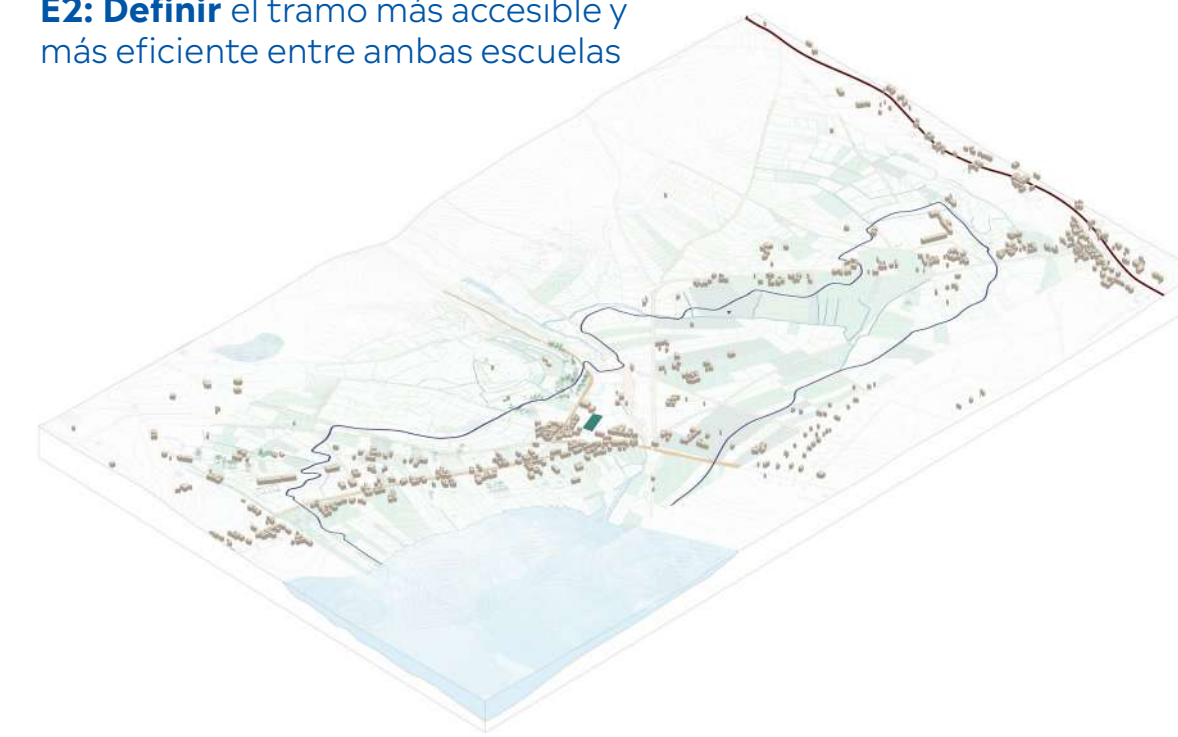 E2: Definir el tramo más accesible y
más eficiente entre ambas escuelas